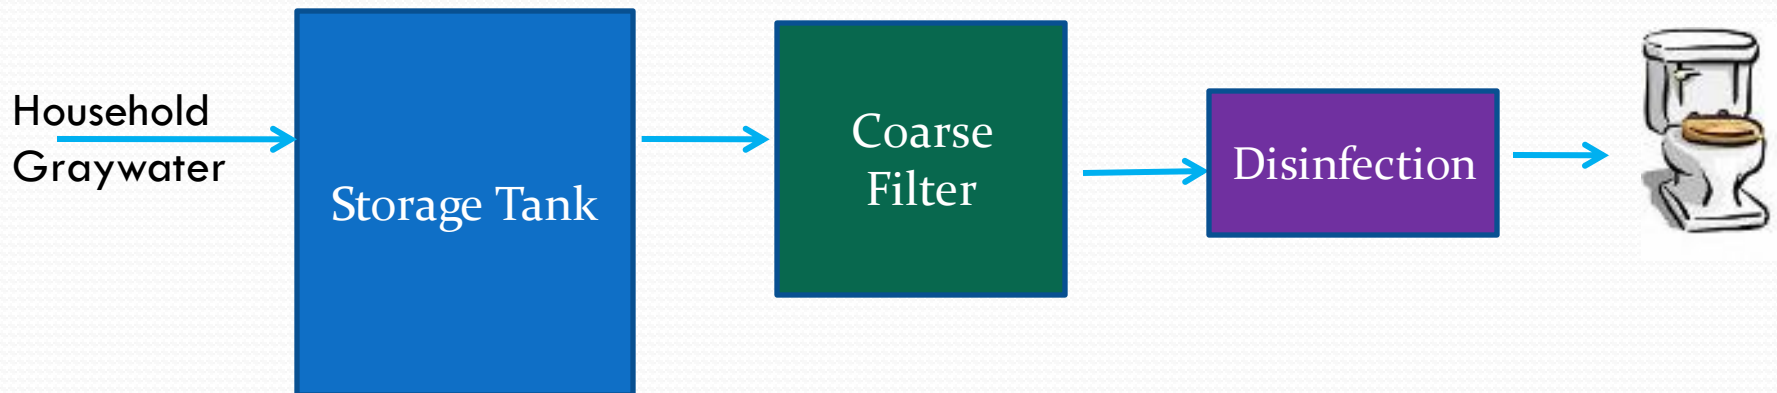 Household
Graywater
Storage Tank
Coarse
Filter
Disinfection